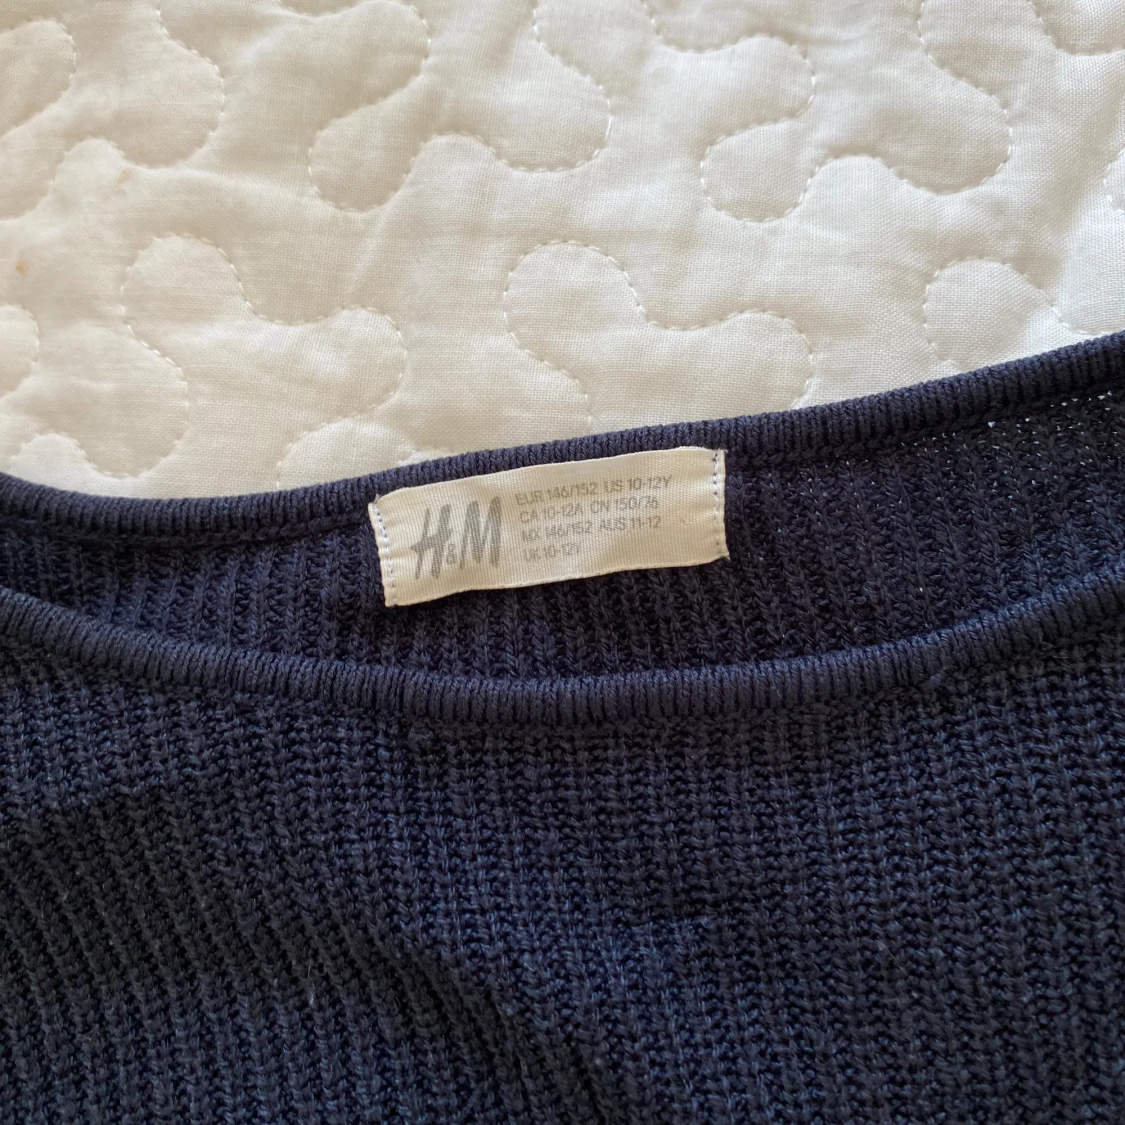 H&M
EUR 146/152 US 10-12Y
CA 10-12A CN 150/76
MX 146/152 AUS 11-12
UK 10-12Y